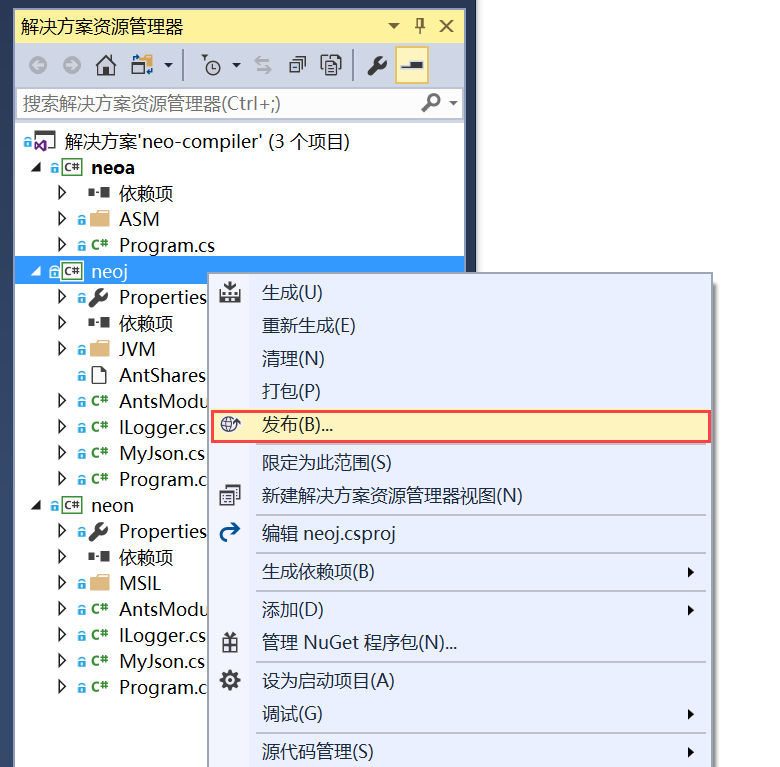 解决方案资源管理器
搜索解决方案资源管理器(Ctrl+;)
解决方案'neo-compiler' (3 个项目)
C# neoa
依赖项
ASM
C# Program.cs
C# neoj
Properties
依赖项
JVM
AntShares
C# AntsModu
C# ILogger.cs
C# MyJson.cs
C# Program.c
C# neon
Properties
依赖项
MSIL
C# AntsModu
C# ILogger.cs
C# MyJson.cs
C# Program.c
生成(U)
重新生成(E)
清理(N)
打包(P)
发布(B)...
限定为此范围(S)
新建解决方案资源管理器视图(N)
编辑 neoj.csproj
生成依赖项(B)
添加(D)
管理 NuGet 程序包(N)...
设为启动项目(A)
调试(G)
源代码管理(S)